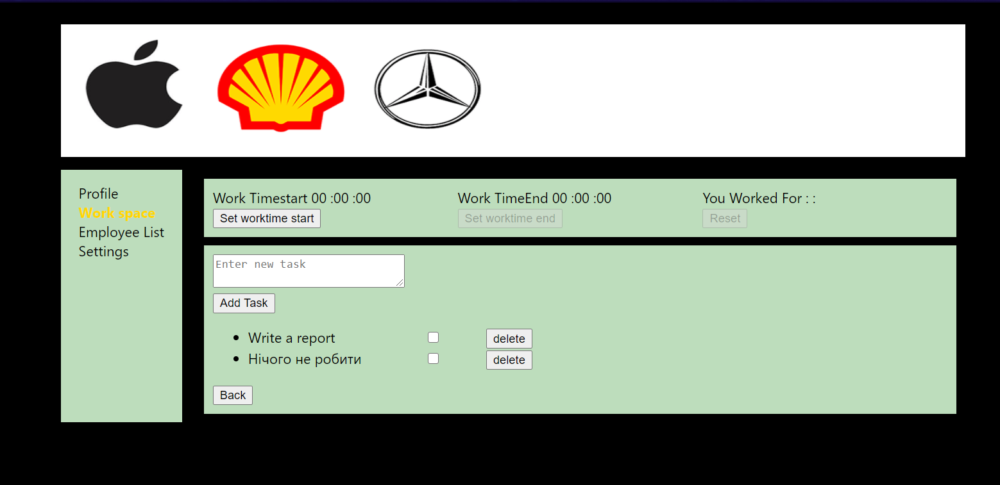 Profile
Work space
Employee List
Settings
Work Timestart 00 :00 :00
Set worktime start
Work TimeEnd 00 :00 :00
Set worktime end
You Worked For : :
Reset
Enter new task
Add Task
Write a report
delete
Нічого не робити
delete
Back